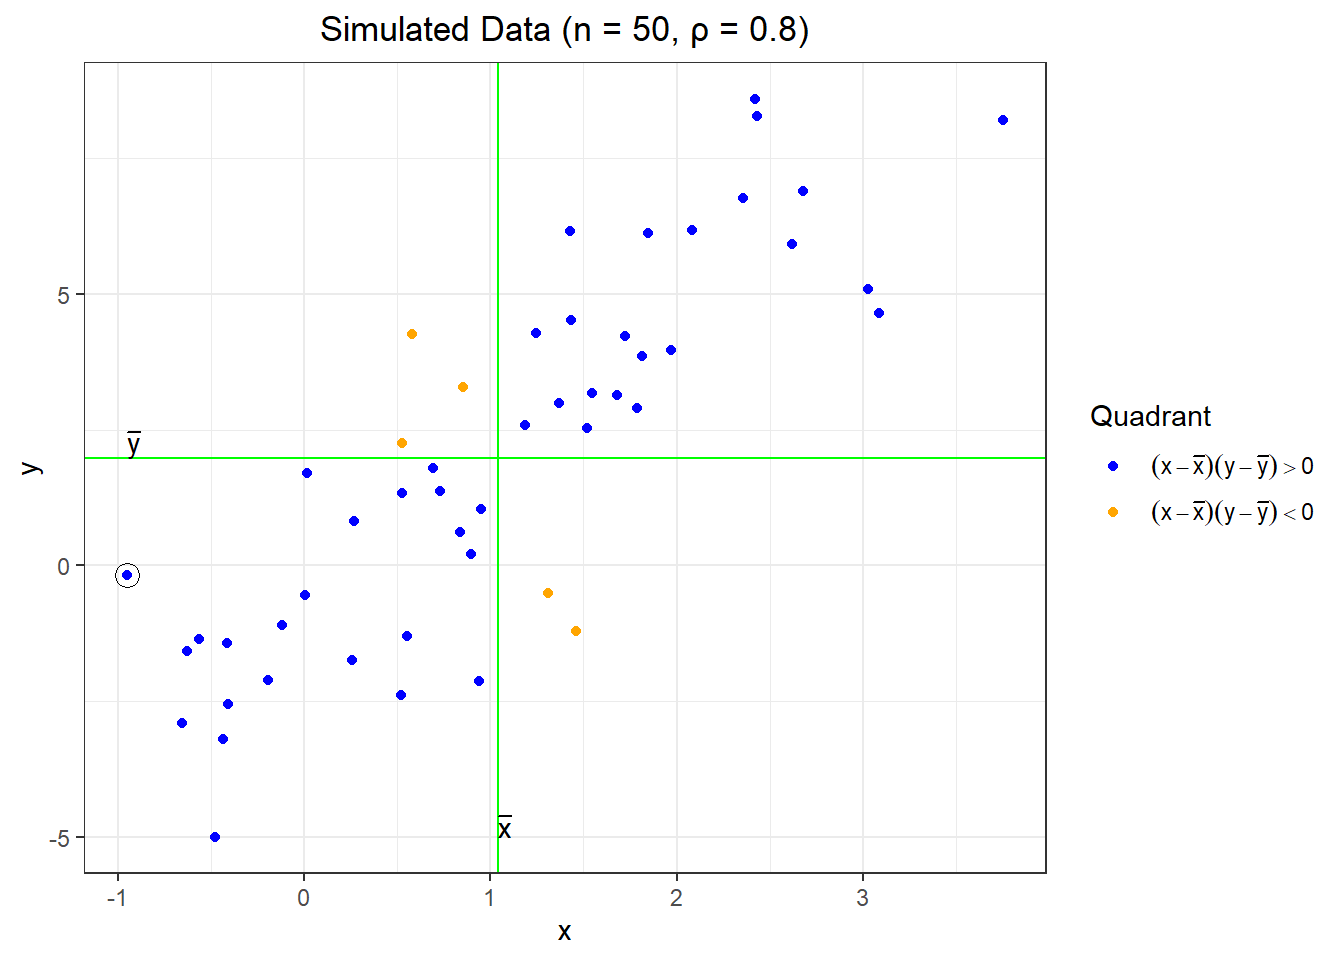 Simulated Data (n = 50, ρ = 0.8)
y
5
0
-5
y̅
x̅
-1 0 1 2 3
x
Quadrant
(x − x̅)(y − y̅) > 0
(x − x̅)(y − y̅) < 0